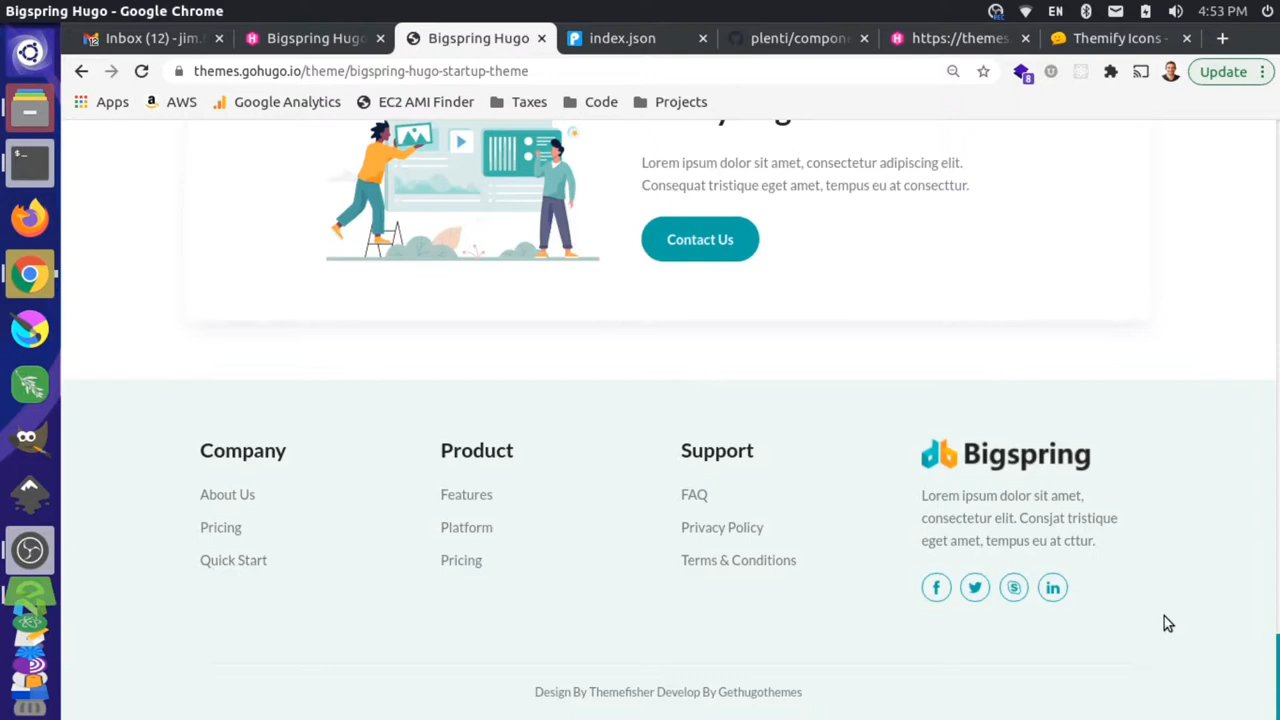 Bigspring Hugo - Google Chrome
EN
4:53 PM
Inbox (12) - jim.
Bigspring Hugo
Bigspring Hugo
index.json
plenti/compon
https://themes.
Themify Icons -
themes.gohugo.io/theme/bigspring-hugo-startup-theme
8
Update
Apps
AWS
Google Analytics
EC2 AMI Finder
Taxes
Code
Projects
Lorem ipsum dolor sit amet, consectetur adipiscing elit.
Consequat tristique eget amet, tempus eu at consecttur.
Contact Us
Company
Product
Support
Bigspring
About Us
Features
FAQ
Lorem ipsum dolor sit amet,
consectetur elit. Consjat tristique
eget amet, tempus eu at cttur.
Pricing
Platform
Privacy Policy
Quick Start
Pricing
Terms & Conditions
Design By Themefisher Develop By Gethugothemes